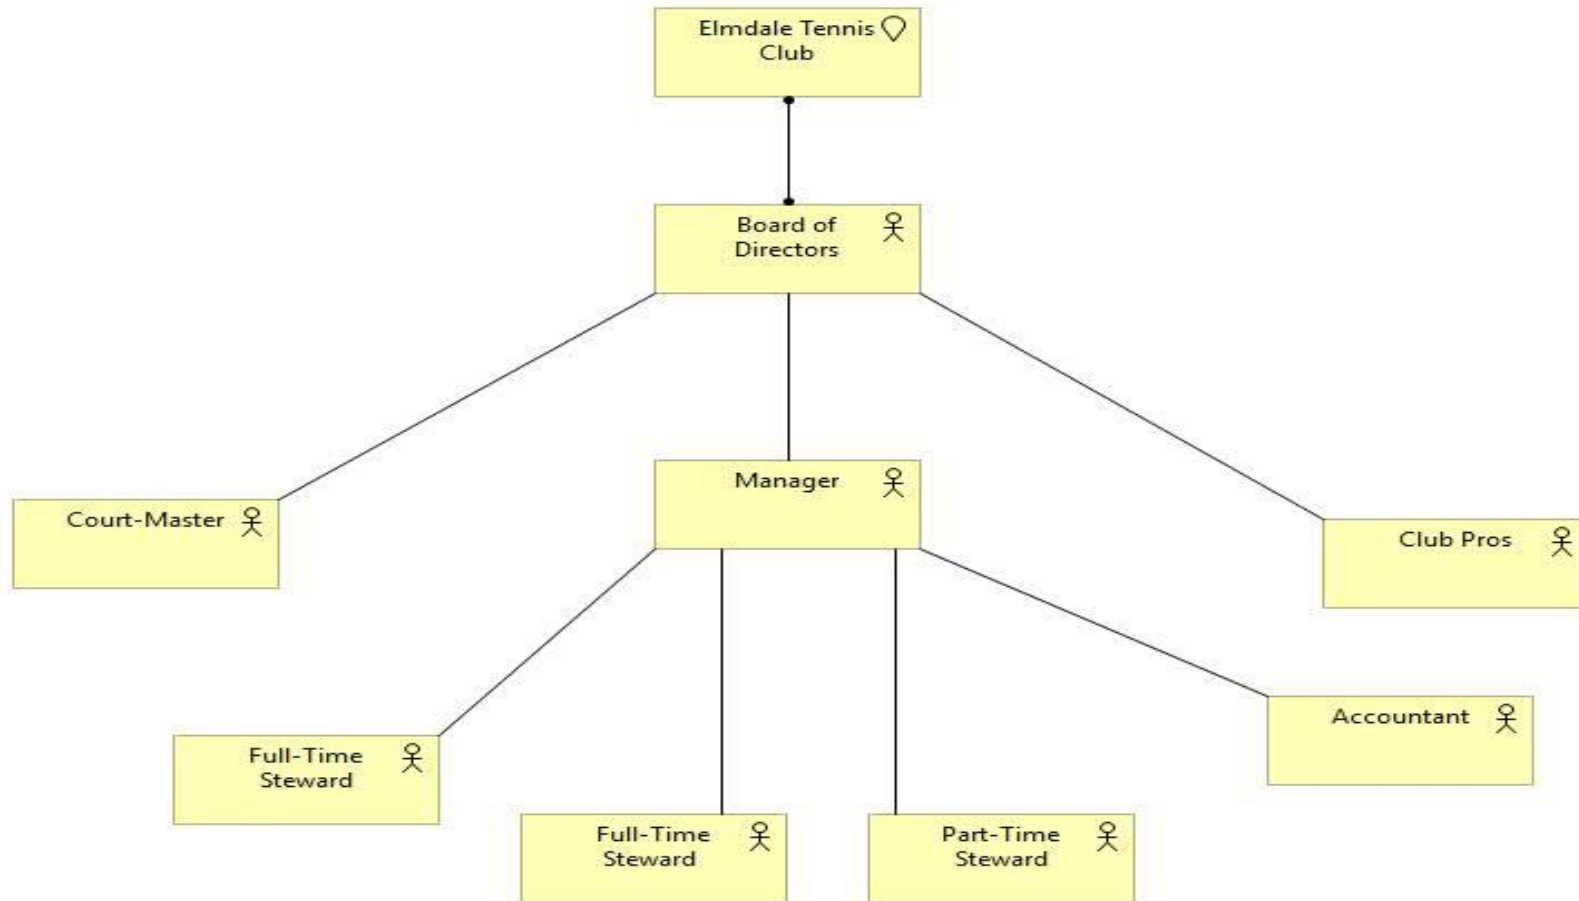 Elmdale Tennis
Club
Board of
Directors
Manager
Court-Master
Club Pros
Accountant
Full-Time
Steward
Full-Time
Steward
Part-Time
Steward